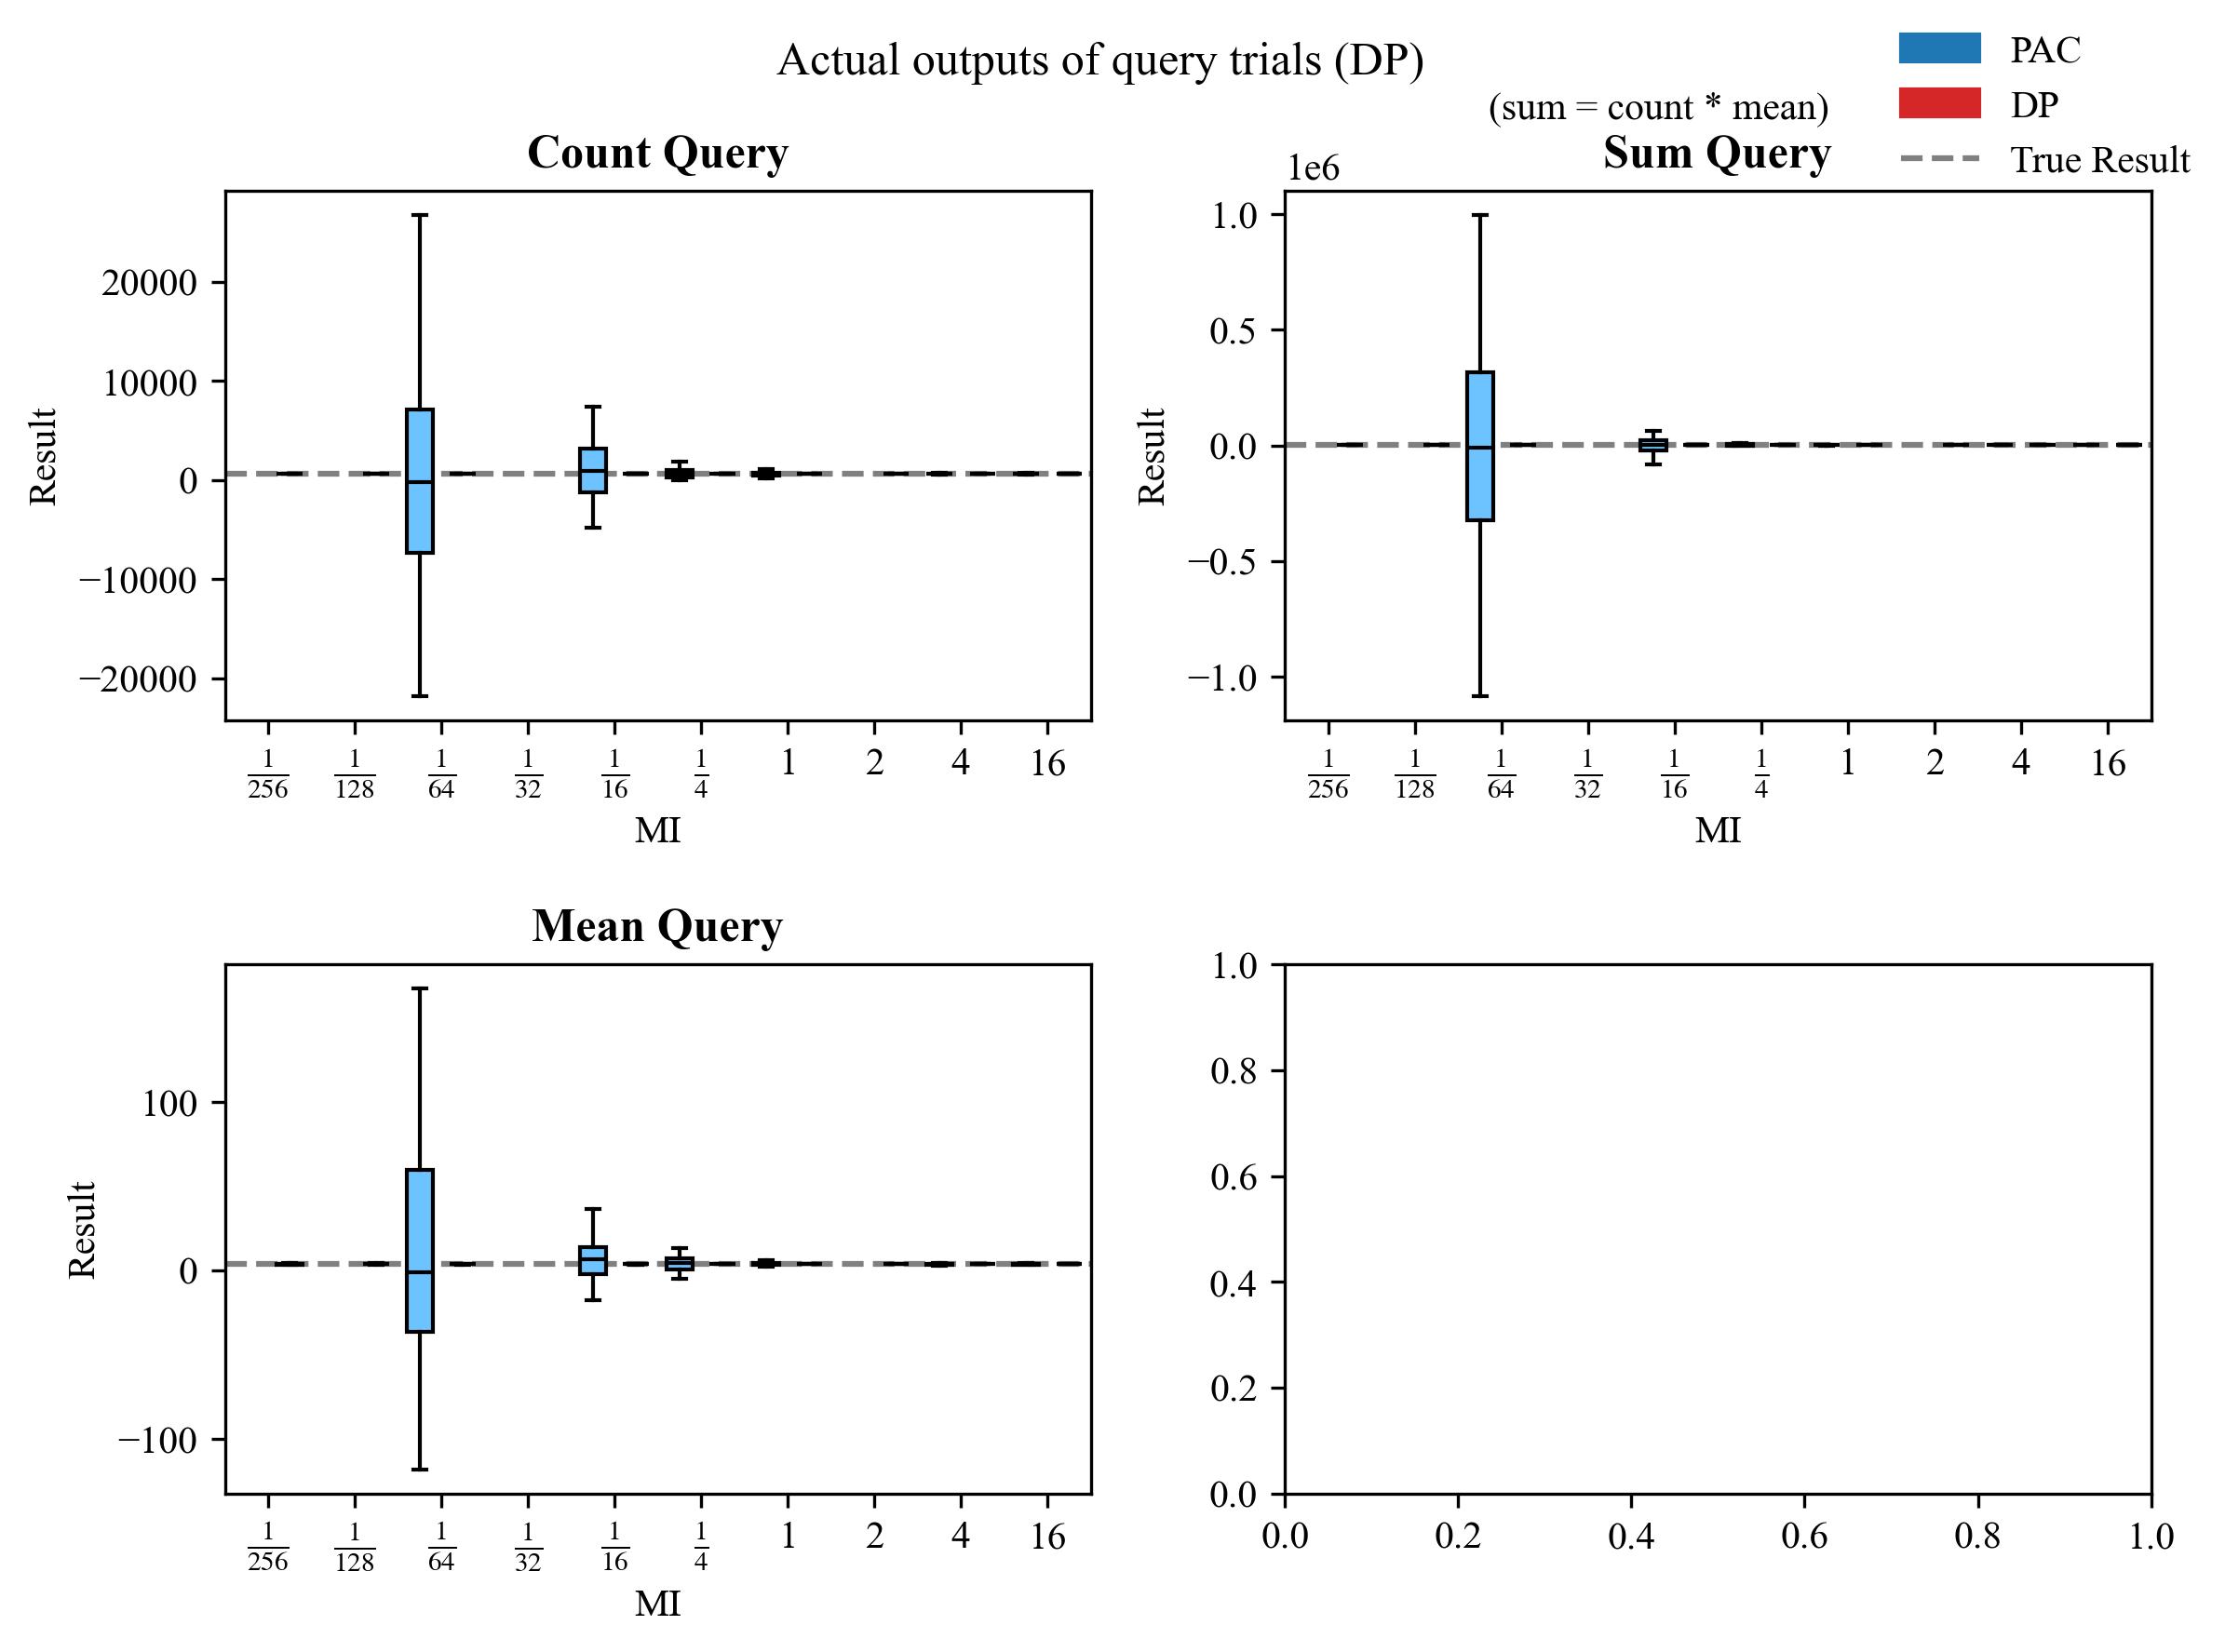 Actual outputs of query trials (DP)
PAC
DP
True Result
(sum = count * mean)
Count Query
Result
20000
10000
0
−10000
−20000
1/256 1/128 1/64 1/32 1/16 1/4 1 2 4 16
MI
Sum Query
1e6
Result
1.0
0.5
0.0
−0.5
−1.0
1/256 1/128 1/64 1/32 1/16 1/4 1 2 4 16
MI
Mean Query
Result
100
0
−100
1/256 1/128 1/64 1/32 1/16 1/4 1 2 4 16
MI
1.0
0.8
0.6
0.4
0.2
0.0
0.0 0.2 0.4 0.6 0.8 1.0